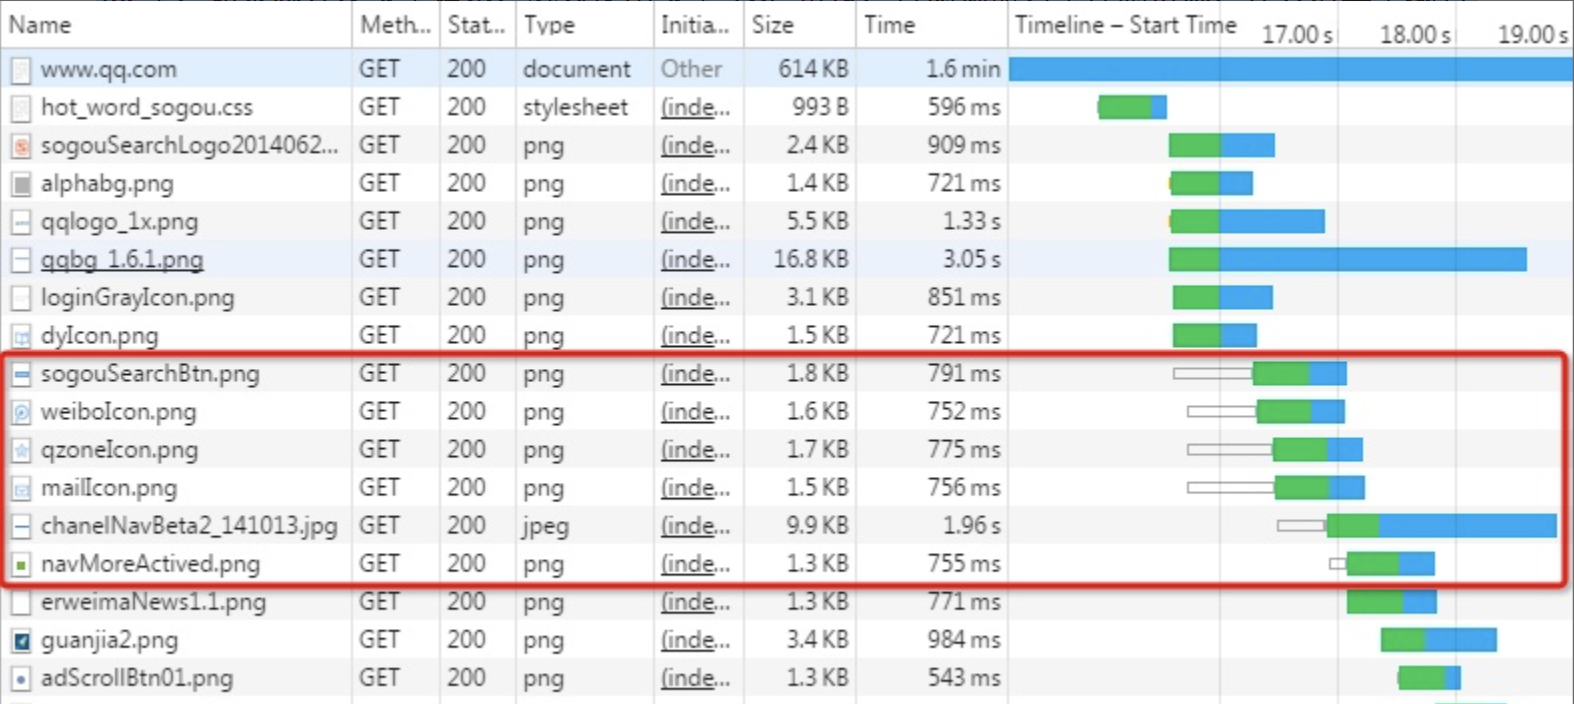 Name Meth... Stat... Type Initia... Size Time Timeline – Start Time 17.00 s 18.00 s 19.00 s
www.qq.com GET 200 document Other 614 KB 1.6 min
hot_word_sogou.css GET 200 stylesheet (inde... 993 B 596 ms
sogouSearchLogo2014062... GET 200 png (inde... 2.4 KB 909 ms
alphabg.png GET 200 png (inde... 1.4 KB 721 ms
qqlogo_1x.png GET 200 png (inde... 5.5 KB 1.33 s
qqbg_1.6.1.png GET 200 png (inde... 16.8 KB 3.05 s
loginGrayIcon.png GET 200 png (inde... 3.1 KB 851 ms
dyIcon.png GET 200 png (inde... 1.5 KB 721 ms
sogouSearchBtn.png GET 200 png (inde... 1.8 KB 791 ms
weiboIcon.png GET 200 png (inde... 1.6 KB 752 ms
qzoneIcon.png GET 200 png (inde... 1.7 KB 775 ms
mailIcon.png GET 200 png (inde... 1.5 KB 756 ms
chanelNavBeta2_141013.jpg GET 200 jpeg (inde... 9.9 KB 1.96 s
navMoreActived.png GET 200 png (inde... 1.3 KB 755 ms
erweimaNews1.1.png GET 200 png (inde... 1.3 KB 771 ms
guanjia2.png GET 200 png (inde... 3.4 KB 984 ms
adScrollBtn01.png GET 200 png (inde... 1.3 KB 543 ms